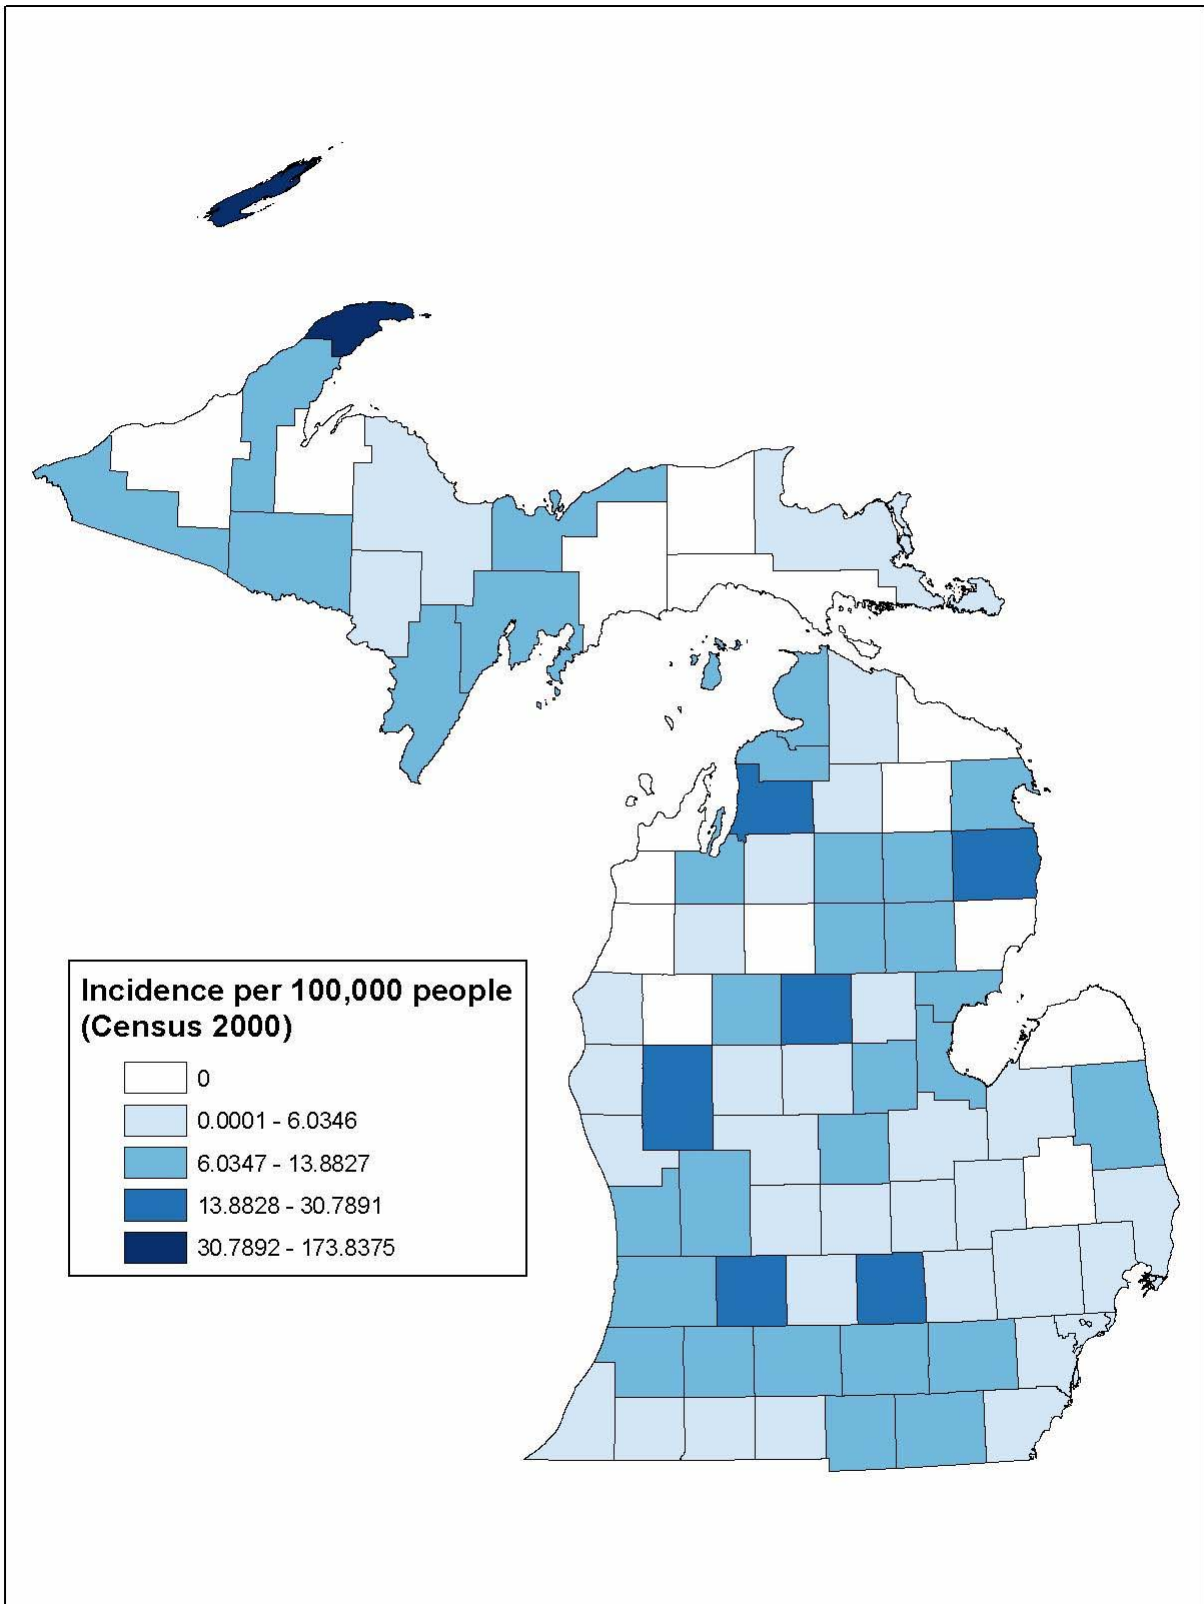 Incidence per 100,000 people
(Census 2000)
0
0.0001 - 6.0346
6.0347 - 13.8827
13.8828 - 30.7891
30.7892 - 173.8375